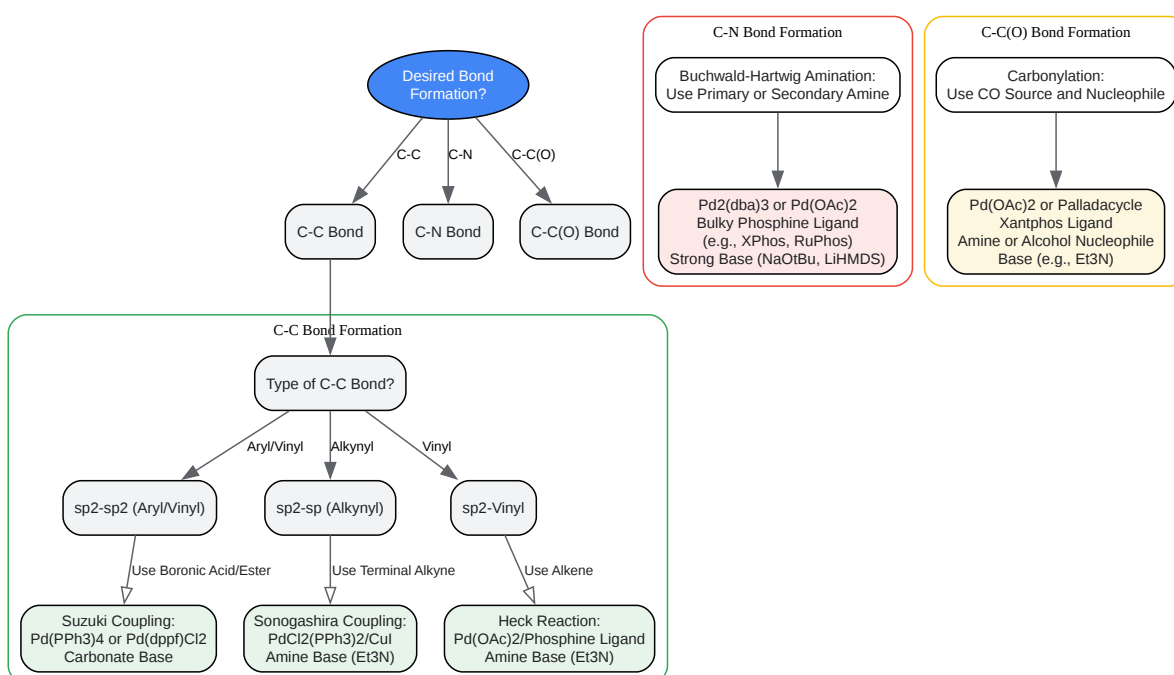 C-N Bond Formation
C-C(O) Bond Formation
Desired Bond
Formation?
Buchwald-Hartwig Amination:
Use Primary or Secondary Amine
Carbonylation:
Use CO Source and Nucleophile
C-C
C-N
C-C(O)
C-C Bond
C-N Bond
C-C(O) Bond
Pd2(dba)3 or Pd(OAc)2
Bulky Phosphine Ligand
(e.g., XPhos, RuPhos)
Strong Base (NaOtBu, LiHMDS)
Pd(OAc)2 or Palladacycle
Xantphos Ligand
Amine or Alcohol Nucleophile
Base (e.g., Et3N)
C-C Bond Formation
Type of C-C Bond?
Aryl/Vinyl
Alkynyl
Vinyl
sp2-sp2 (Aryl/Vinyl)
sp2-sp (Alkynyl)
sp2-Vinyl
Use Boronic Acid/Ester
Use Terminal Alkyne
Use Alkene
Suzuki Coupling:
Pd(PPh3)4 or Pd(dppf)Cl2
Carbonate Base
Sonogashira Coupling:
PdCl2(PPh3)2/CuI
Amine Base (Et3N)
Heck Reaction:
Pd(OAc)2/Phosphine Ligand
Amine Base (Et3N)